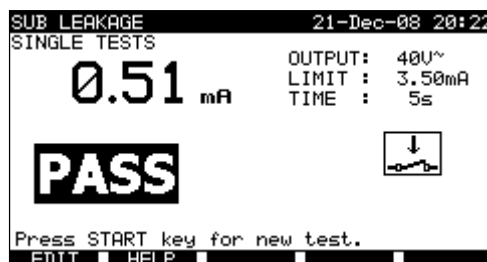 SUB LEAKAGE 21-Dec-08 20:22
SINGLE TESTS
OUTPUT: 40V~
0.51 mA
LIMIT : 3.50mA
TIME : 5s
PASS
Press START key for new test.
EDIT HELP